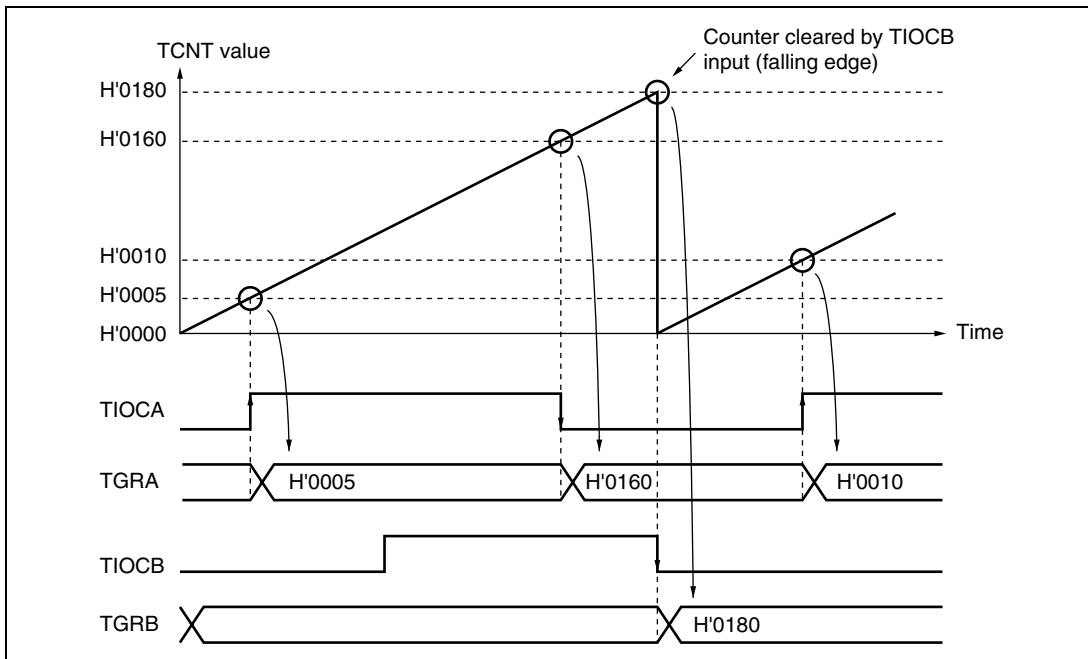 Counter cleared by TIOCB
input (falling edge)
TCNT value
H'0180
H'0160
H'0010
H'0005
H'0000
Time
TIOCA
TGRA
H'0005
H'0160
H'0010
TIOCB
TGRB
H'0180